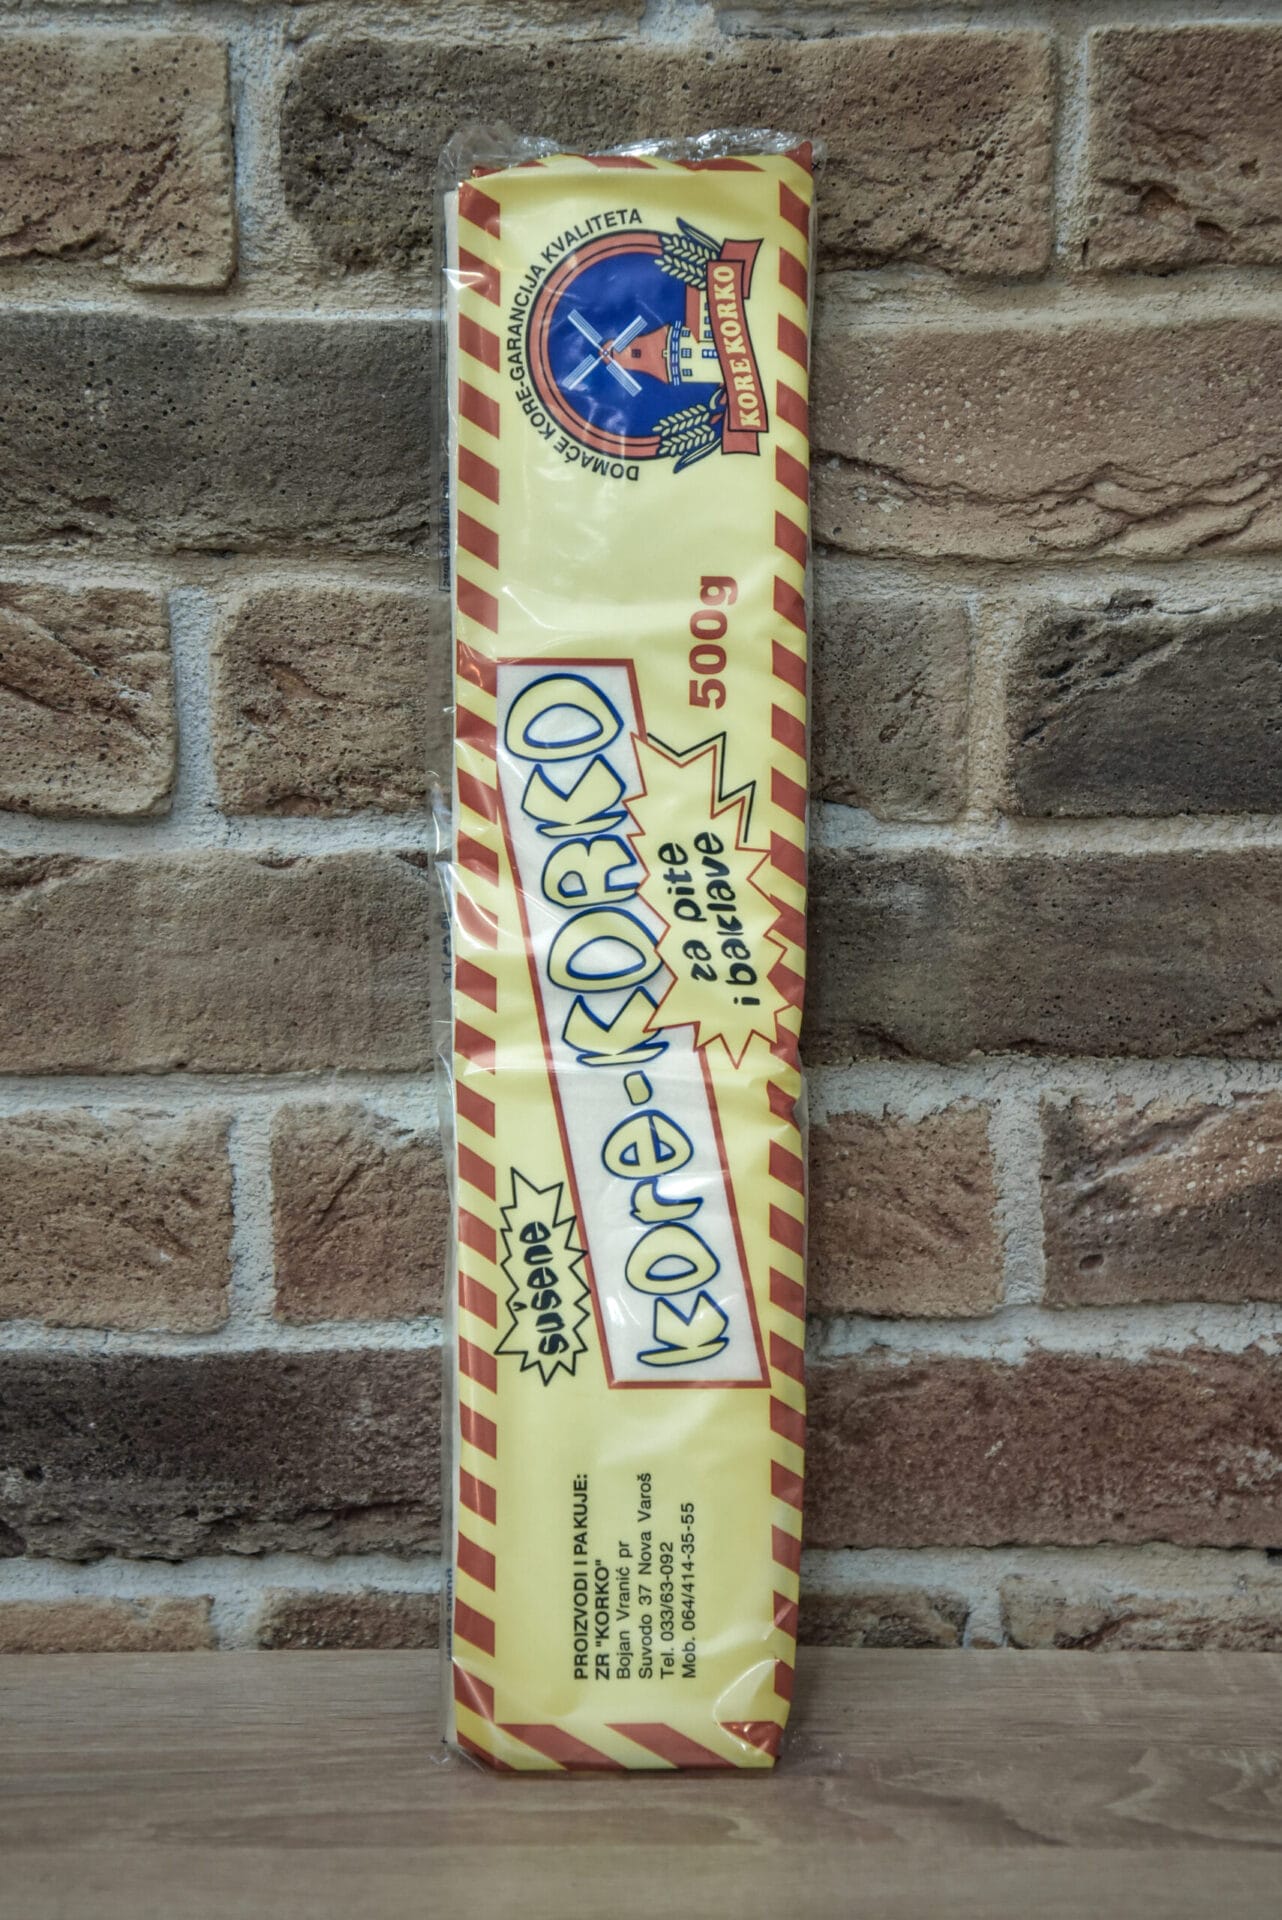 DOMAĆE KORE-GARANCIJA KVALITETA
KORE KORKO
500g
Kore-KORKO
za pite
i baklave
sušene
PROIZVODI I PAKUJE:
ZR "KORKO"
Bojan Vranić pr
Suvodo 37 Nova Varoš
Tel. 033/63-092
Mob. 064/414-35-55